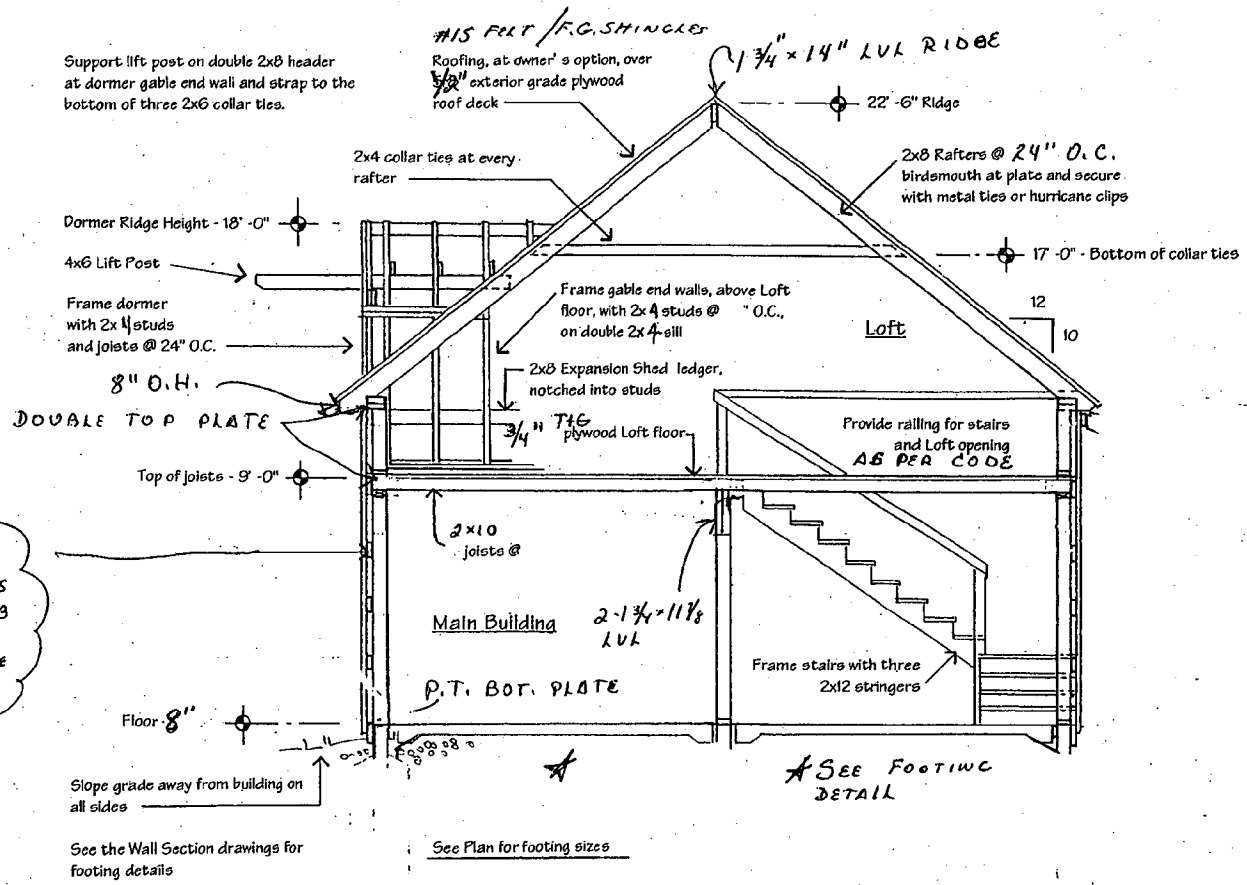 #15 FELT / F.G. SHINGLES
Support lift post on double 2x8 header
at dormer gable end wall and strap to the
bottom of three 2x6 collar ties.
Roofing, at owner's option, over
exterior grade plywood
roof deck
1 3/4" x 14" LVL RIDGE
22'-6" Ridge
2x4 collar ties at every
rafter
2x8 Rafters @ 24" O.C.
birdsmouth at plate and secure
with metal ties or hurricane clips
Dormer Ridge Height - 18'-0"
17'-0" - Bottom of collar ties
4x6 Lift Post
Frame dormer
with 2x4 studs
and joists @ 24" O.C.
Frame gable end walls, above Loft
floor, with 2x4 studs @ " O.C.,
on double 2x4 sill
12
10
Loft
8" O.H.
2x8 Expansion Shed ledger,
notched into studs
DOUBLE TOP PLATE
3/4" T+G
plywood Loft floor
Provide railing for stairs
and Loft opening
AS PER CODE
Top of joists - 9'-0"
2x10
joists @
Main Building
2-1 3/4 x 11 7/8
LVL
Frame stairs with three
2x12 stringers
P.T. BOT. PLATE
Floor 8"
Slope grade away from building on
all sides
SEE FOOTING
DETAIL
See the Wall Section drawings for
footing details
See Plan for footing sizes